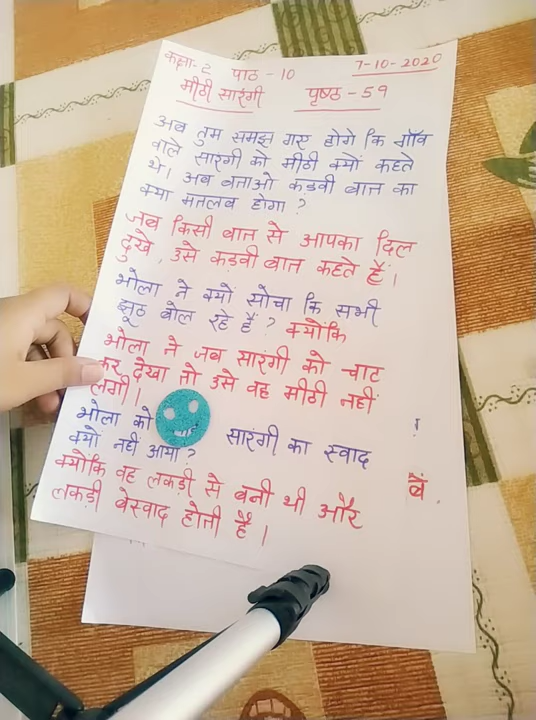 कक्षा-2 पाठ - 10 7-10-2020
मीठी सारंगी पृष्ठ - 59
अब तुम समझ गए होगे कि गाँव
वाले सारंगी को मीठी क्यों कहते
थे। अब बताओ कड़वी बात का
क्या मतलब होगा ?
जब किसी बात से आपका दिल
दुखे, उसे कड़वी बात कहते हैं।
भोला ने क्यों सोचा कि सभी
झूठ बोल रहे हैं ? क्योंकि
भोला ने जब सारंगी को चाट
कर देखा तो उसे वह मीठी नहीं
लगी।
भोला को सारंगी का स्वाद
क्यों नहीं आया ?
क्योंकि वह लकड़ी से बनी थी और
लकड़ी बेस्वाद होती है।